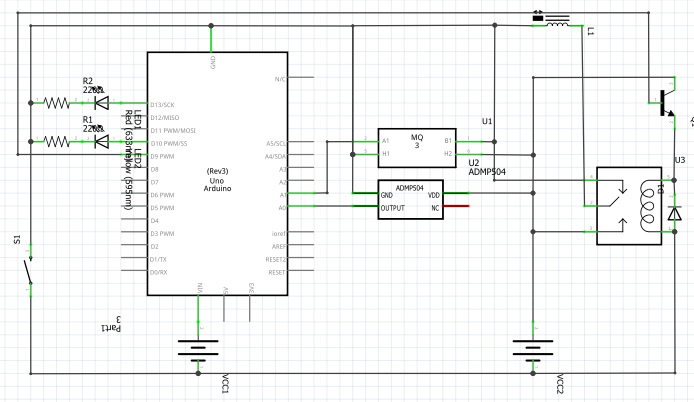 L1
GND
R2
220Ω
R1
220Ω
LED1
Red (633nm)
LED2
Yellow (595nm)
N/C
D13/SCK
D12/MISO
D11 PWM/MOSI
D10 PWM/SS
D9 PWM
D8
D7
D6 PWM
D5 PWM
D4
D3 PWM
D2
D1/TX
D0/RX
(Rev3)
Uno
Arduino
A5/SCL
A4/SDA
A3
A2
A1
A0
ioref
AREF
RESET2
RESET
VIN
5V
3V3
U1
A1
H1
MQ
3
B1
H2
U2
ADMP504
ADMP504
GND
OUTPUT
VDD
NC
U3
D1
S1
Part1
3
VCC1
VCC2